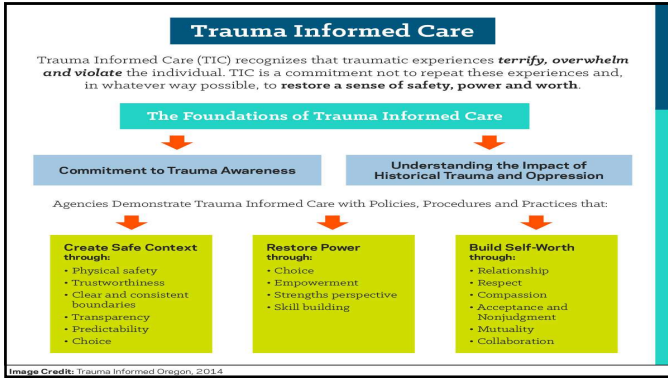 Trauma Informed Care
Trauma Informed Care (TIC) recognizes that traumatic experiences terrify, overwhelm
and violate the individual. TIC is a commitment not to repeat these experiences and,
in whatever way possible, to restore a sense of safety, power and worth.
The Foundations of Trauma Informed Care
Commitment to Trauma Awareness
Understanding the Impact of
Historical Trauma and Oppression
Agencies Demonstrate Trauma Informed Care with Policies, Procedures and Practices that:
Create Safe Context
through:
• Physical safety
• Trustworthiness
• Clear and consistent
boundaries
• Transparency
• Predictability
• Choice
Restore Power
through:
• Choice
• Empowerment
• Strengths perspective
• Skill building
Build Self-Worth
through:
• Relationship
• Respect
• Compassion
• Acceptance and
Nonjudgment
• Mutuality
• Collaboration
Image Credit: Trauma Informed Oregon, 2014